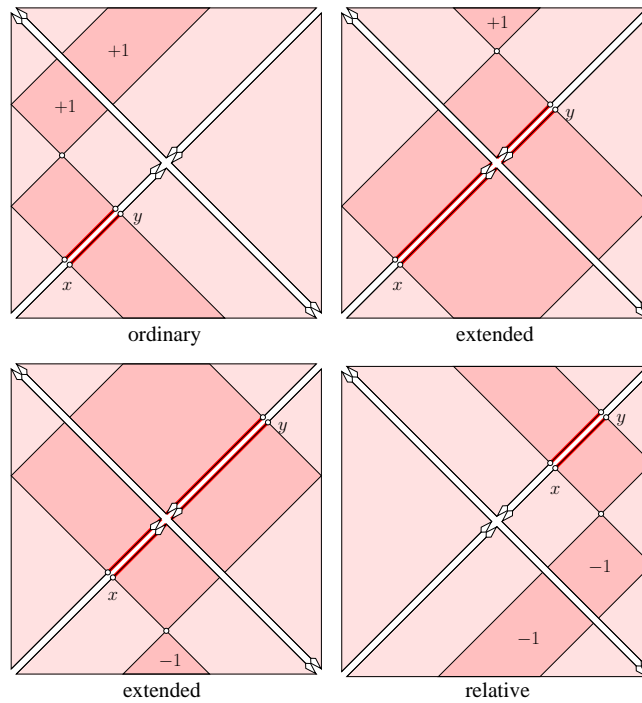 +1
+1
+1
y
y
x
x
ordinary
extended
y
y
x
x
−1
−1
−1
extended
relative